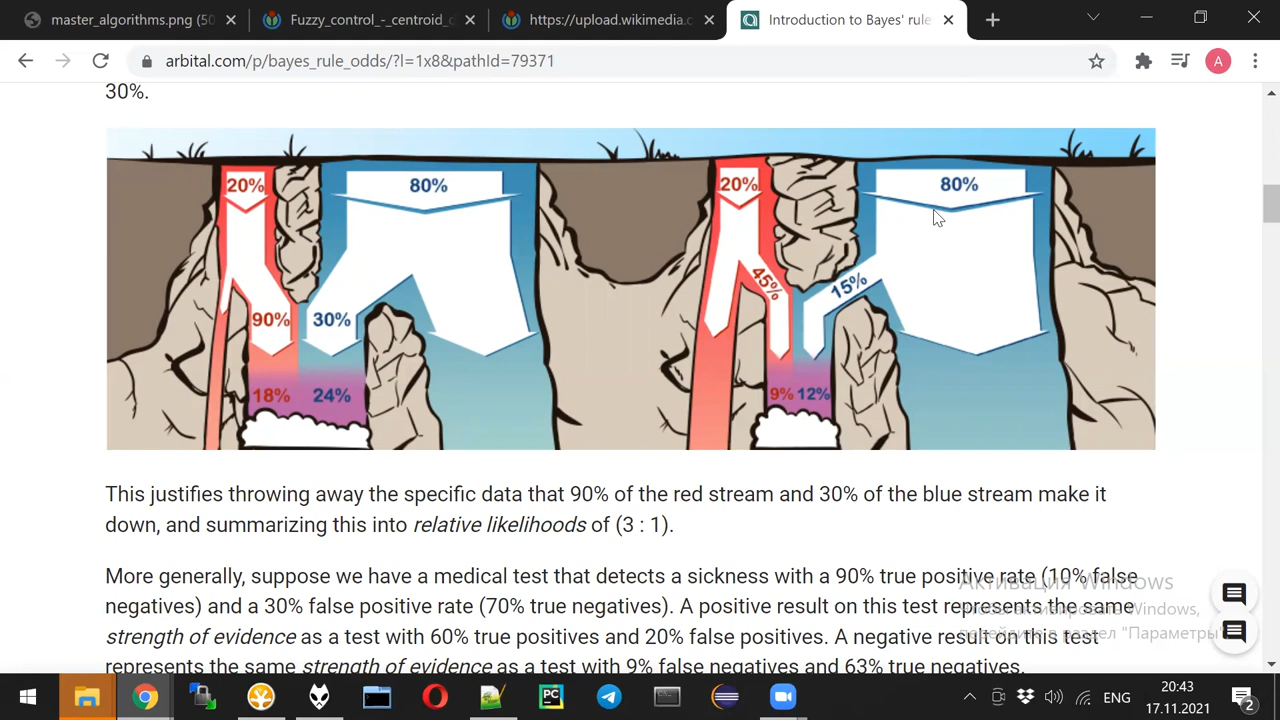 master_algorithms.png (50
Fuzzy_control_-_centroid_c
https://upload.wikimedia.c
Introduction to Bayes' rule
arbital.com/p/bayes_rule_odds/?l=1x8&pathId=79371
A
30%.
20%
80%
20%
80%
45%
15%
90%
30%
18%
24%
9%
12%
This justifies throwing away the specific data that 90% of the red stream and 30% of the blue stream make it
down, and summarizing this into relative likelihoods of (3 : 1).
More generally, suppose we have a medical test that detects a sickness with a 90% true positive rate (10% false
negatives) and a 30% false positive rate (70% true negatives). A positive result on this test represents the same
strength of evidence as a test with 60% true positives and 20% false positives. A negative result on this test
represents the same strength of evidence as a test with 9% false negatives and 63% true negatives.
Активация Windows
Windows,
перейдите в раздел "Параметры"
PC
ENG
20:43
17.11.2021
2